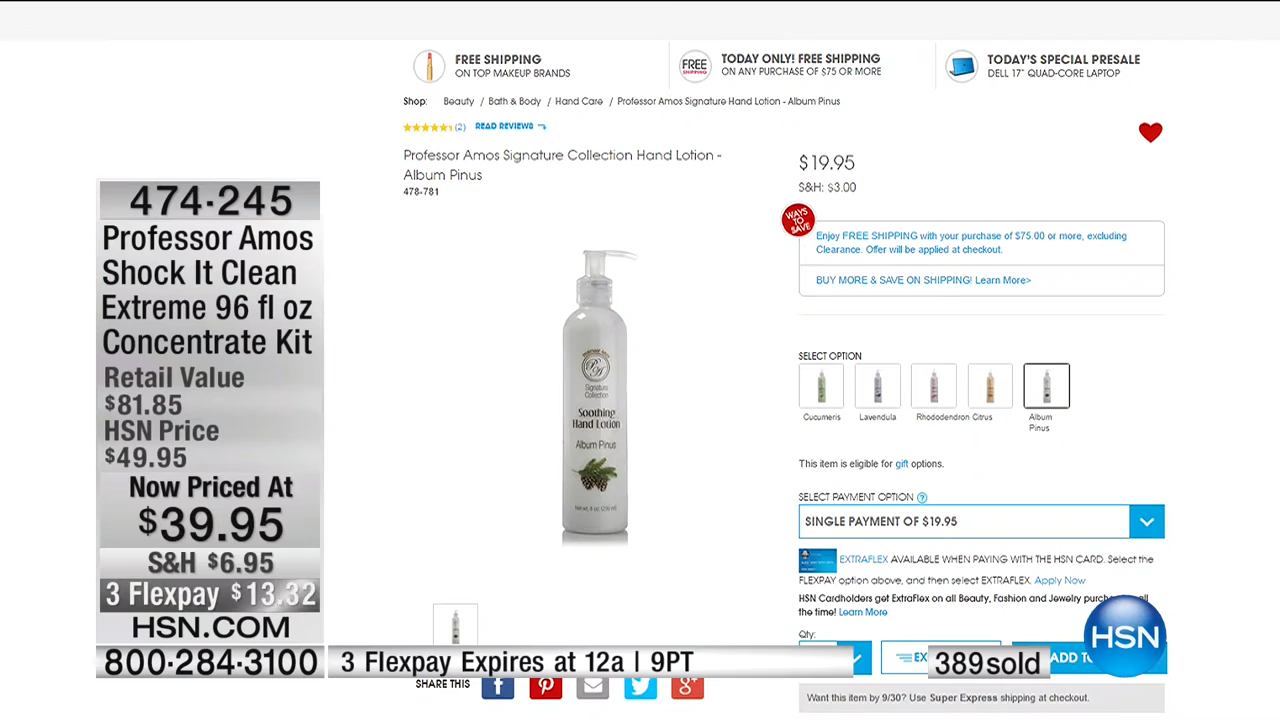 FREE SHIPPING
ON TOP MAKEUP BRANDS
FREE
SHIPPING
TODAY ONLY! FREE SHIPPING
ON ANY PURCHASE OF $75 OR MORE
TODAY'S SPECIAL PRESALE
DELL 17" QUAD-CORE LAPTOP
Shop: Beauty / Bath & Body / Hand Care / Professor Amos Signature Hand Lotion - Album Pinus
(2) READ REVIEWS
Professor Amos Signature Collection Hand Lotion -
Album Pinus
478-781
$19.95
S&H: $3.00
WAYS
TO
SAVE
Enjoy FREE SHIPPING with your purchase of $75.00 or more, excluding
Clearance. Offer will be applied at checkout.
BUY MORE & SAVE ON SHIPPING! Learn More>
474-245
Professor Amos
Shock It Clean
Extreme 96 fl oz
Concentrate Kit
Retail Value
$81.85
HSN Price
$49.95
Now Priced At
$39.95
S&H $6.95
3 Flexpay $13.32
HSN.COM
800-284-3100
PA
Signature
Collection
Soothing
Hand Lotion
Album Pinus
SELECT OPTION
Cucumeris
Lavendula
Rhododendron
Citrus
Album
Pinus
This item is eligible for gift options.
SELECT PAYMENT OPTION ?
SINGLE PAYMENT OF $19.95
EXTRAFLEX AVAILABLE WHEN PAYING WITH THE HSN CARD. Select the
FLEXPAY option above, and then select EXTRAFLEX. Apply Now
HSN Cardholders get ExtraFlex on all Beauty, Fashion and Jewelry
the time! Learn More
Qty:
HSN
3 Flexpay Expires at 12a | 9PT
389 sold
SHARE THIS
Want this item by 9/30? Use Super Express shipping at checkout.